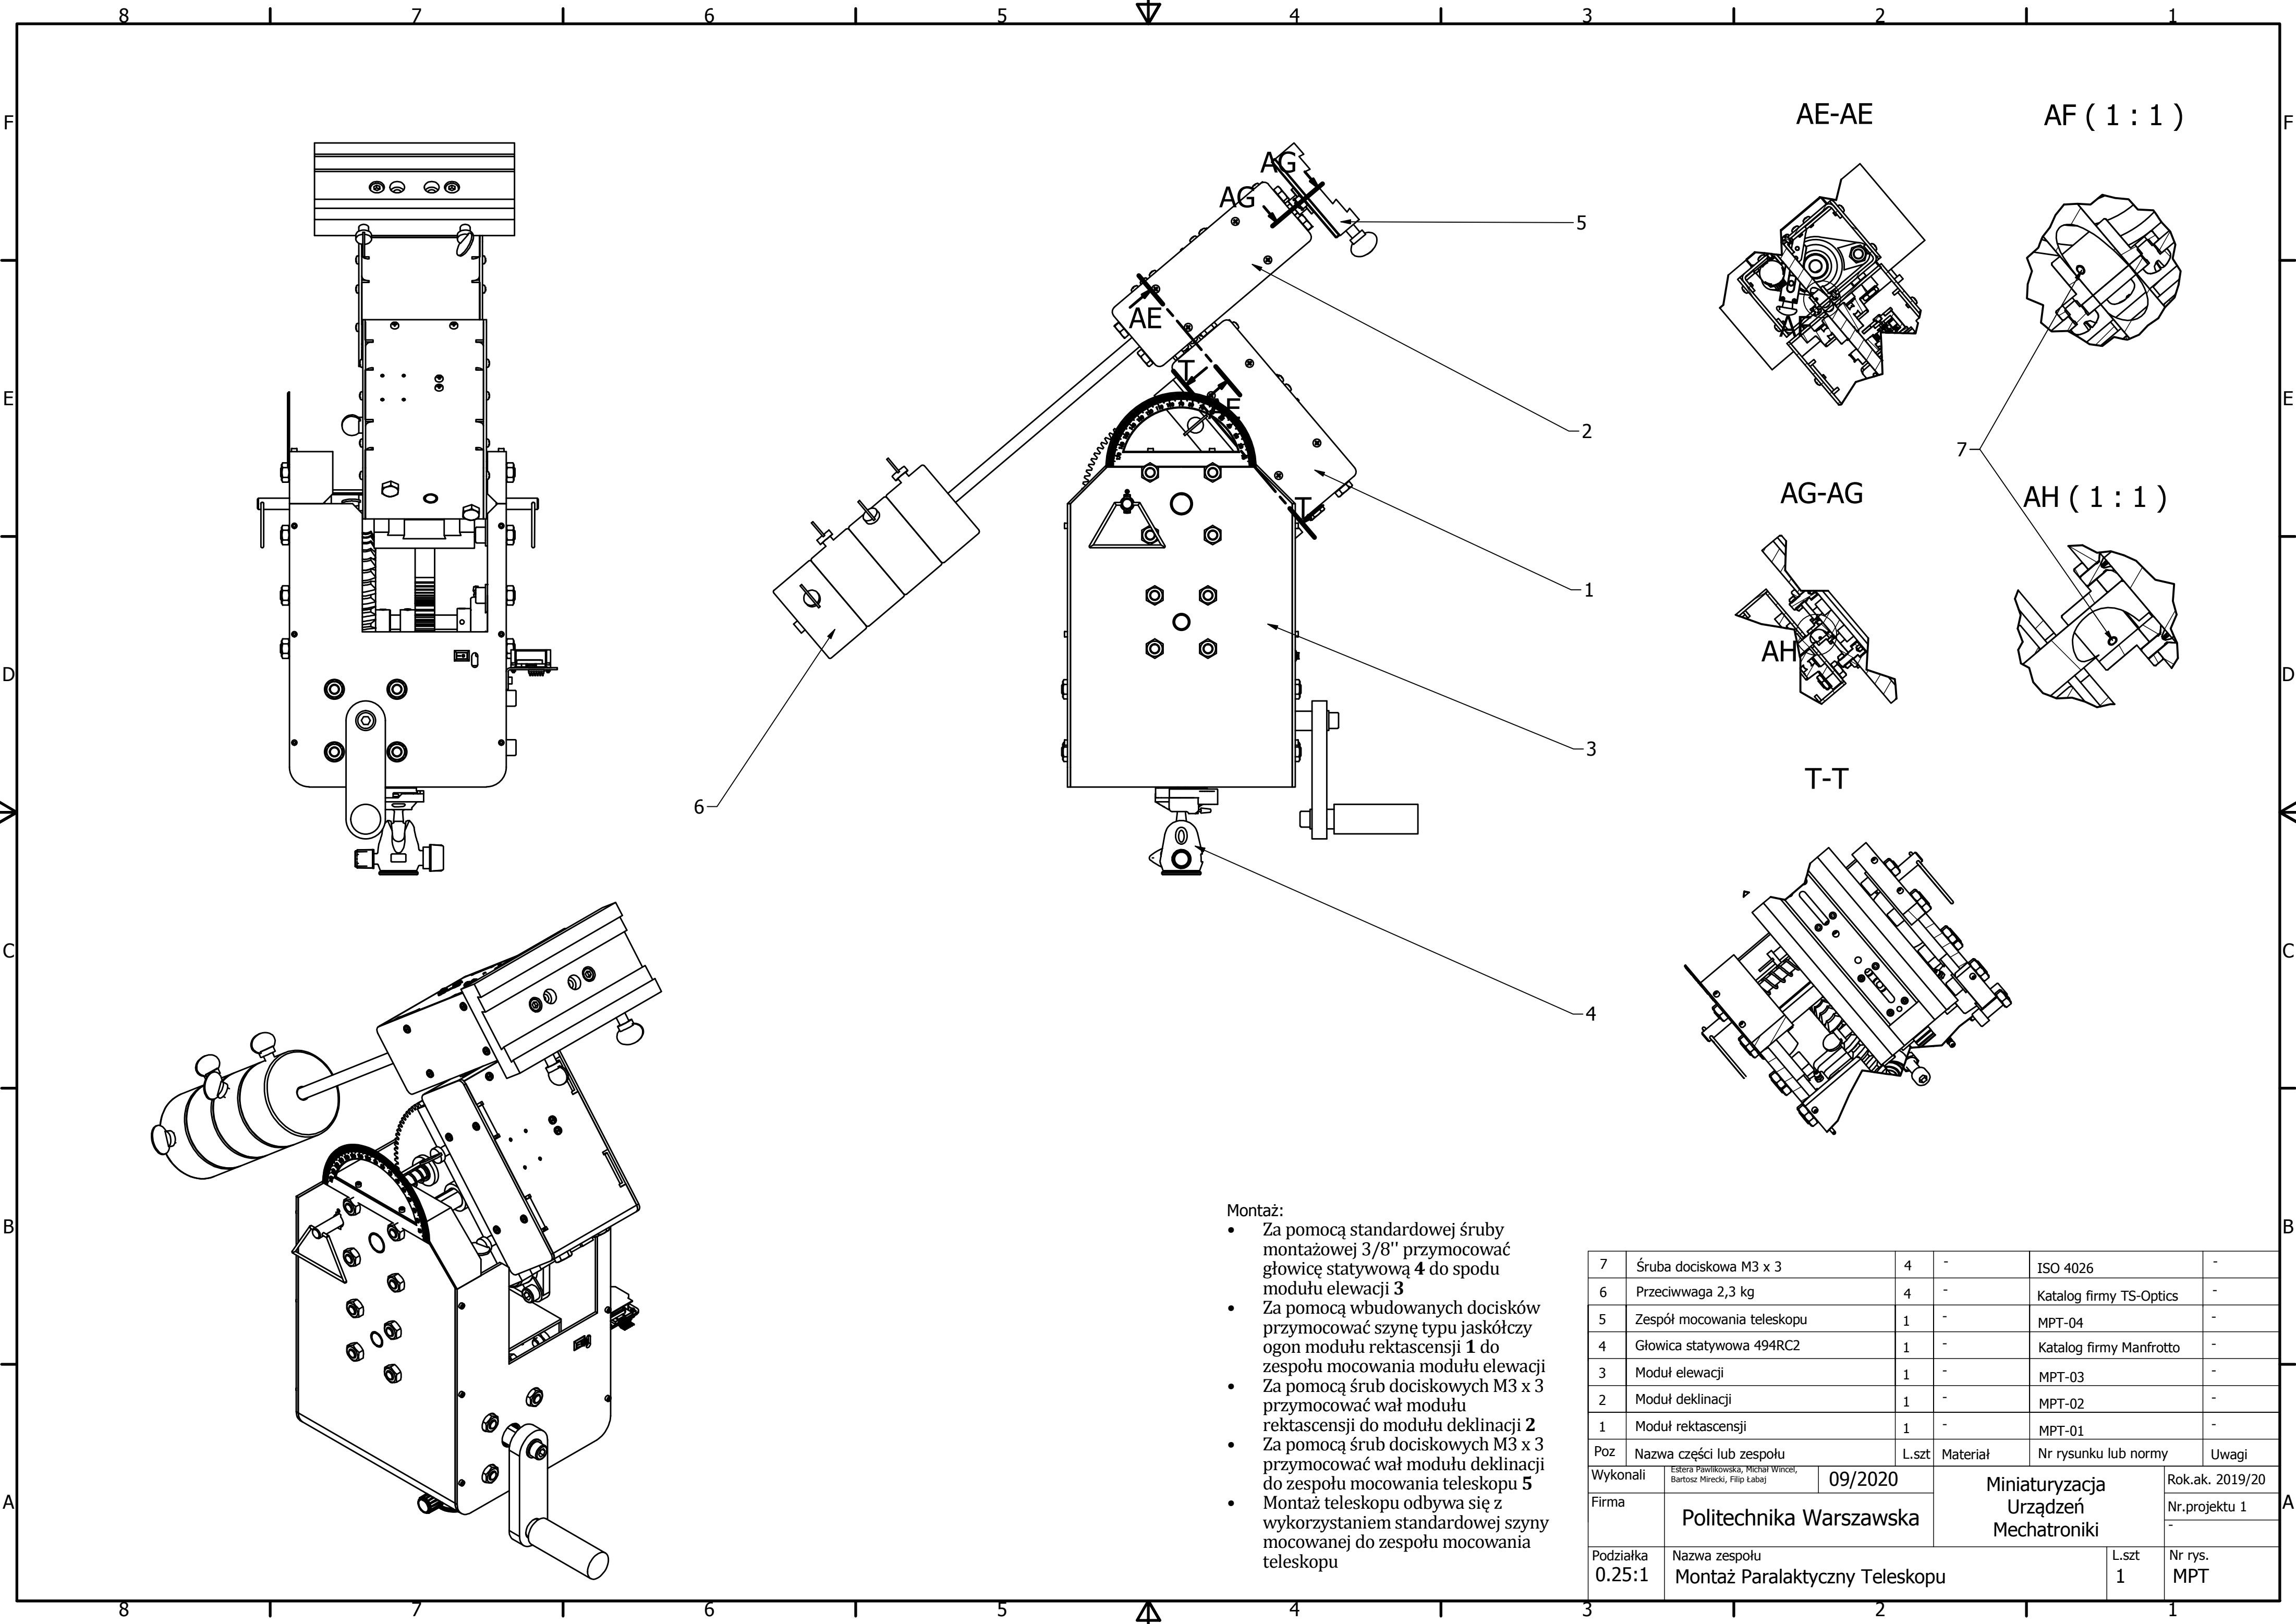 8 7 6 5 4 3 2 1
F
F
AE-AE
AF ( 1 : 1 )
AG
AG
5
AE
AF
T
AE
E
E
2
7
AG-AG
AH ( 1 : 1 )
T
1
AH
D
D
3
T-T
6
C
C
4
B
B
Montaż:
• Za pomocą standardowej śruby
montażowej 3/8'' przymocować
głowicę statywową 4 do spodu
modułu elewacji 3
• Za pomocą wbudowanych docisków
przymocować szynę typu jaskółczy
ogon modułu rektascensji 1 do
zespołu mocowania modułu elewacji
• Za pomocą śrub dociskowych M3 x 3
przymocować wał modułu
rektascensji do modułu deklinacji 2
• Za pomocą śrub dociskowych M3 x 3
przymocować wał modułu deklinacji
do zespołu mocowania teleskopu 5
• Montaż teleskopu odbywa się z
wykorzystaniem standardowej szyny
mocowanej do zespołu mocowania
teleskopu
7 Śruba dociskowa M3 x 3 4 - ISO 4026 -
6 Przeciwwaga 2,3 kg 4 - Katalog firmy TS-Optics -
5 Zespół mocowania teleskopu 1 - MPT-04 -
4 Głowica statywowa 494RC2 1 - Katalog firmy Manfrotto -
3 Moduł elewacji 1 - MPT-03 -
2 Moduł deklinacji 1 - MPT-02 -
1 Moduł rektascensji 1 - MPT-01 -
Poz Nazwa części lub zespołu L.szt Materiał Nr rysunku lub normy Uwagi
Wykonali
Estera Pawlikowska, Michał Wincel,
Bartosz Mirecki, Filip Łabaj
09/2020
Miniaturyzacja
Urządzeń
Mechatroniki
Rok.ak. 2019/20
Firma
Politechnika Warszawska
Nr.projektu 1
-
Podziałka
0.25:1
Nazwa zespołu
Montaż Paralaktyczny Teleskopu
L.szt
1
Nr rys.
MPT
A
A
8 7 6 5 4 3 2 1